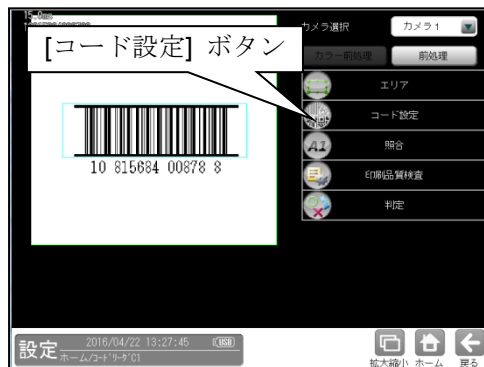 15.0ms
カメラ選択
カメラ1
[コード設定] ボタン
カラー前処理
前処理
エリア
コード設定
照合
印刷品質検査
判定
10 815684 00878 8
設定
2016/04/22 13:27:45
USB
ホーム/コードリーダC1
拡大縮小
ホーム
戻る